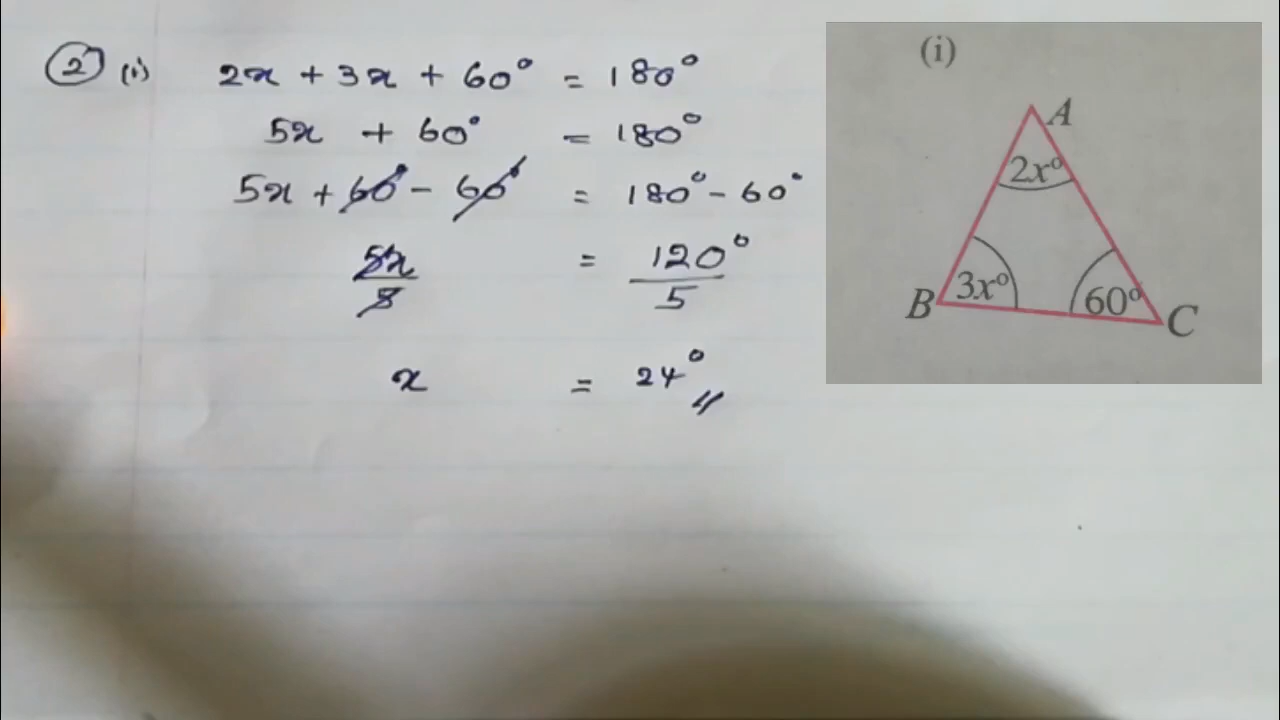 ② (i) 2x + 3x + 60° = 180°
5x + 60° = 180°
5x + 60° - 60° = 180° - 60°
5x/5 = 120°/5
x = 24°
(i)
A
2x°
B 3x° 60° C